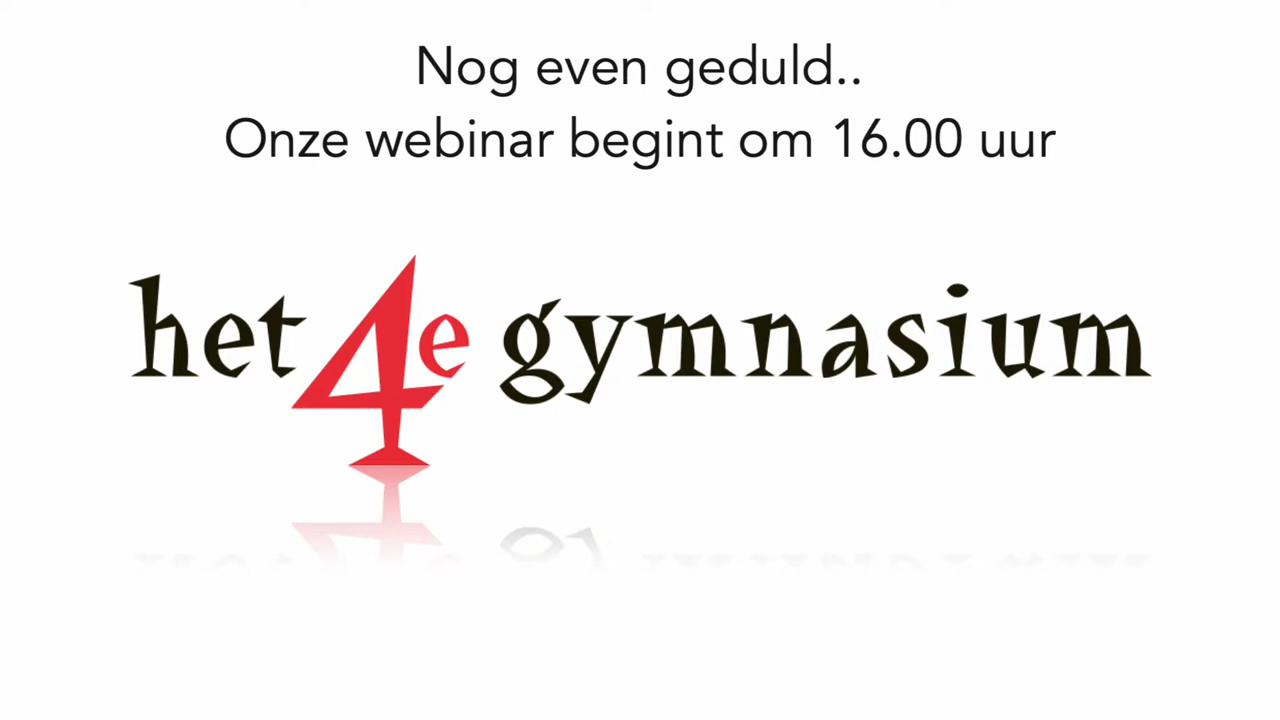 Nog even geduld..
Onze webinar begint om 16.00 uur
het 4e gymnasium